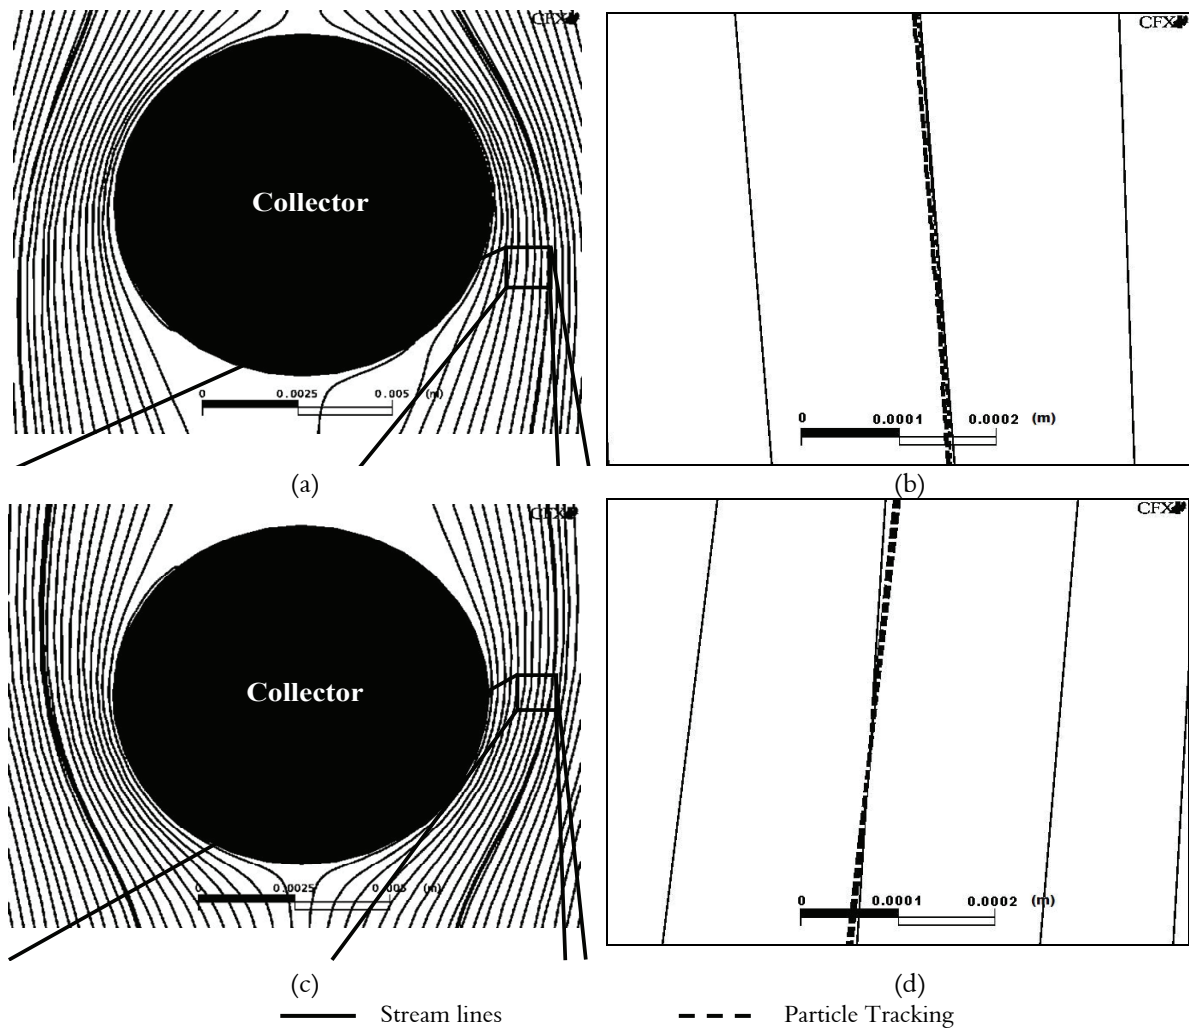 CFX
Collector
0 0.0025 0.005 (m)
(a)
CFX
0 0.0001 0.0002 (m)
(b)
CFX
Collector
0 0.0025 0.005 (m)
(c)
CFX
0 0.0001 0.0002 (m)
(d)
Stream lines Particle Tracking